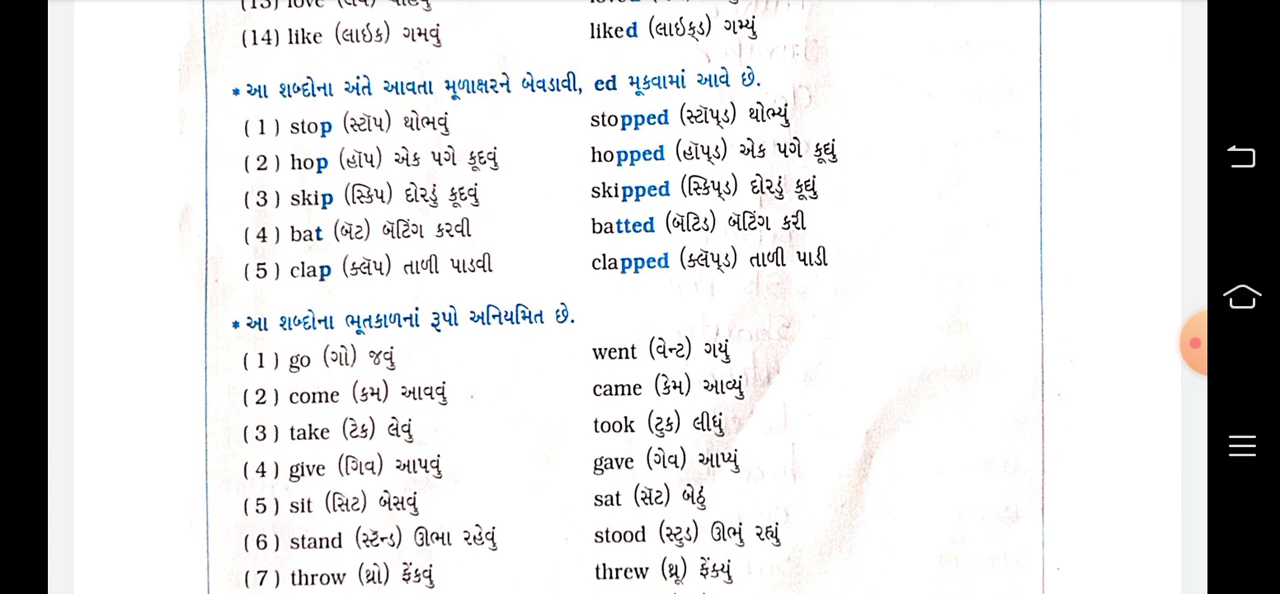 (13) love
(14) like (લાઇક) ગમવું liked (લાઇક્ડ) ગમ્યું
* આ શબ્દોના અંતે આવતા મૂળાક્ષરને બેવડાવી, ed મૂકવામાં આવે છે.
( 1 ) stop (સ્ટૉપ) થોભવું stopped (સ્ટૉપ્ડ) થોભ્યું
( 2 ) hop (હૉપ) એક પગે કૂદવું hopped (હૉપ્ડ) એક પગે કૂદ્યું
( 3 ) skip (સ્કિપ) દોરડું કૂદવું skipped (સ્કિપ્ડ) દોરડું કૂદ્યું
( 4 ) bat (બૅટ) બૅટિંગ કરવી batted (બૅટિડ) બૅટિંગ કરી
( 5 ) clap (ક્લૅપ) તાળી પાડવી clapped (ક્લૅપ્ડ) તાળી પાડી
* આ શબ્દોના ભૂતકાળનાં રૂપો અનિયમિત છે.
( 1 ) go (ગો) જવું went (વેન્ટ) ગયું
( 2 ) come (કમ) આવવું came (કેમ) આવ્યું
( 3 ) take (ટેક) લેવું took (ટુક) લીધું
( 4 ) give (ગિવ) આપવું gave (ગેવ) આપ્યું
( 5 ) sit (સિટ) બેસવું sat (સૅટ) બેઠું
( 6 ) stand (સ્ટૅન્ડ) ઊભા રહેવું stood (સ્ટુડ) ઊભું રહ્યું
( 7 ) throw (થ્રો) ફેંકવું threw (થ્રૂ) ફેંક્યું